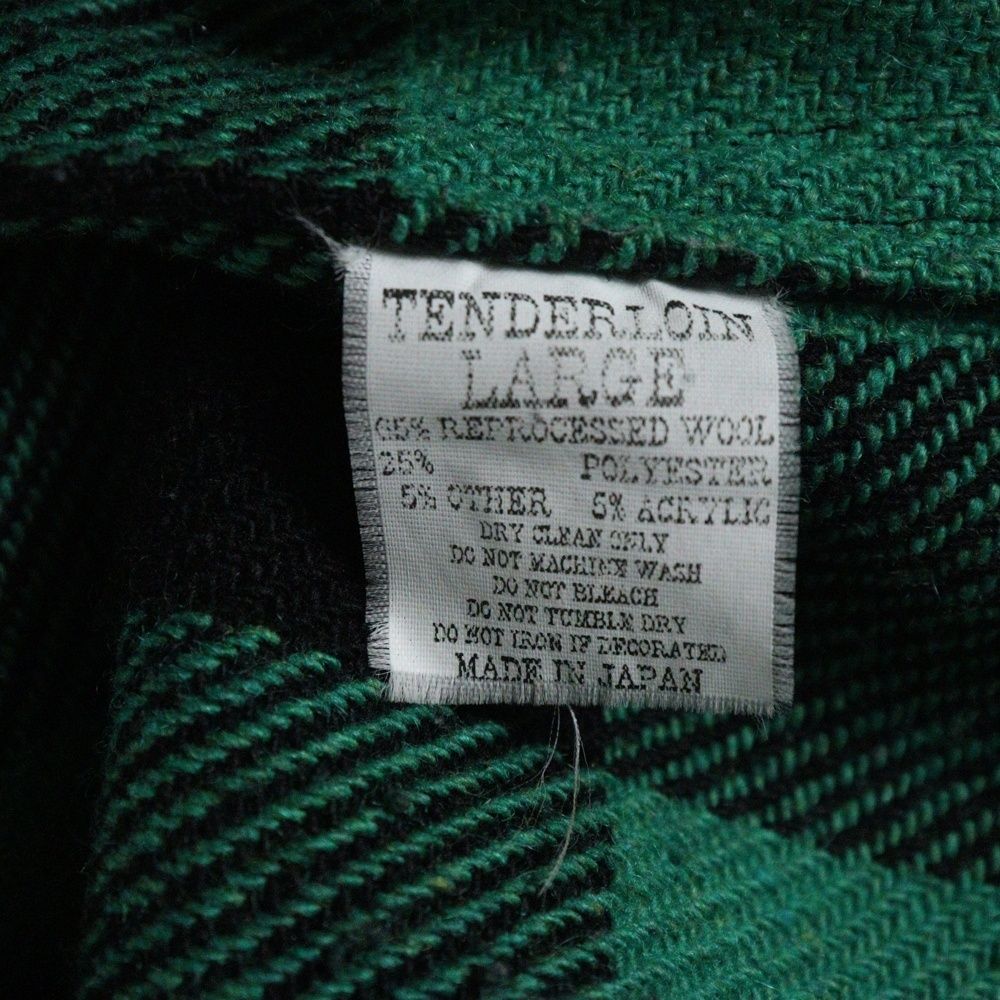 TENDERLOIN
LARGE
65% REPROCESSED WOOL
25% POLYESTER
5% OTHER 5% ACRYLIC
DRY CLEAN ONLY
DO NOT MACHINE WASH
DO NOT BLEACH
DO NOT TUMBLE DRY
DO NOT IRON IF DECORATED
MADE IN JAPAN